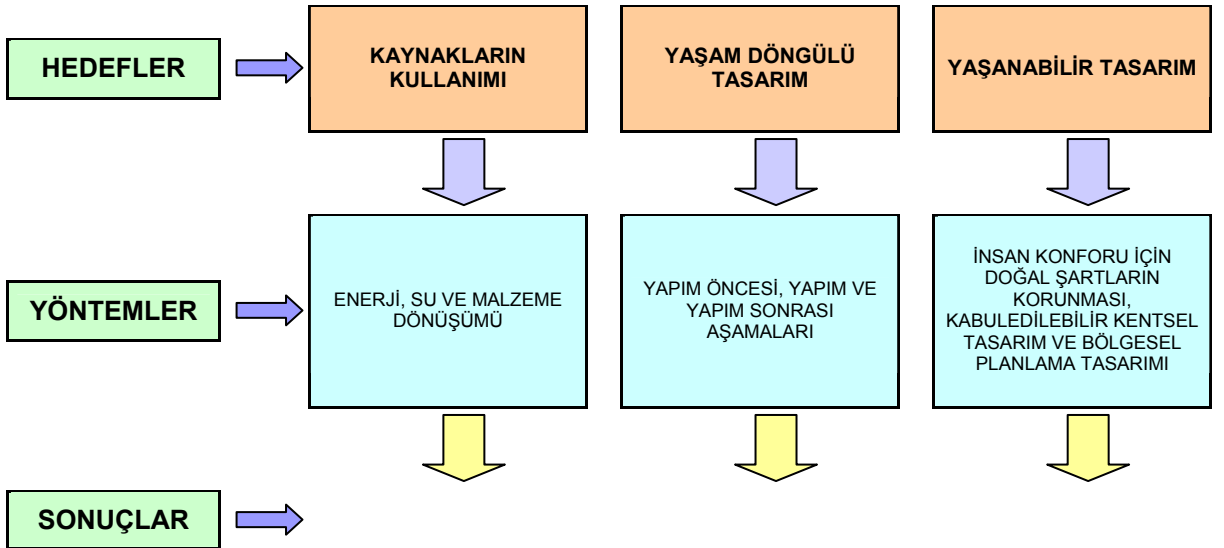 HEDEFLER
KAYNAKLARIN
KULLANIMI
YAŞAM DÖNGÜLÜ
TASARIM
YAŞANABİLİR TASARIM
YÖNTEMLER
ENERJİ, SU VE MALZEME
DÖNÜŞÜMÜ
YAPIM ÖNCESİ, YAPIM VE
YAPIM SONRASI
AŞAMALARI
İNSAN KONFORU İÇİN
DOĞAL ŞARTLARIN
KORUNMASI,
KABULEDİLEBİLİR KENTSEL
TASARIM VE BÖLGESEL
PLANLAMA TASARIMI
SONUÇLAR